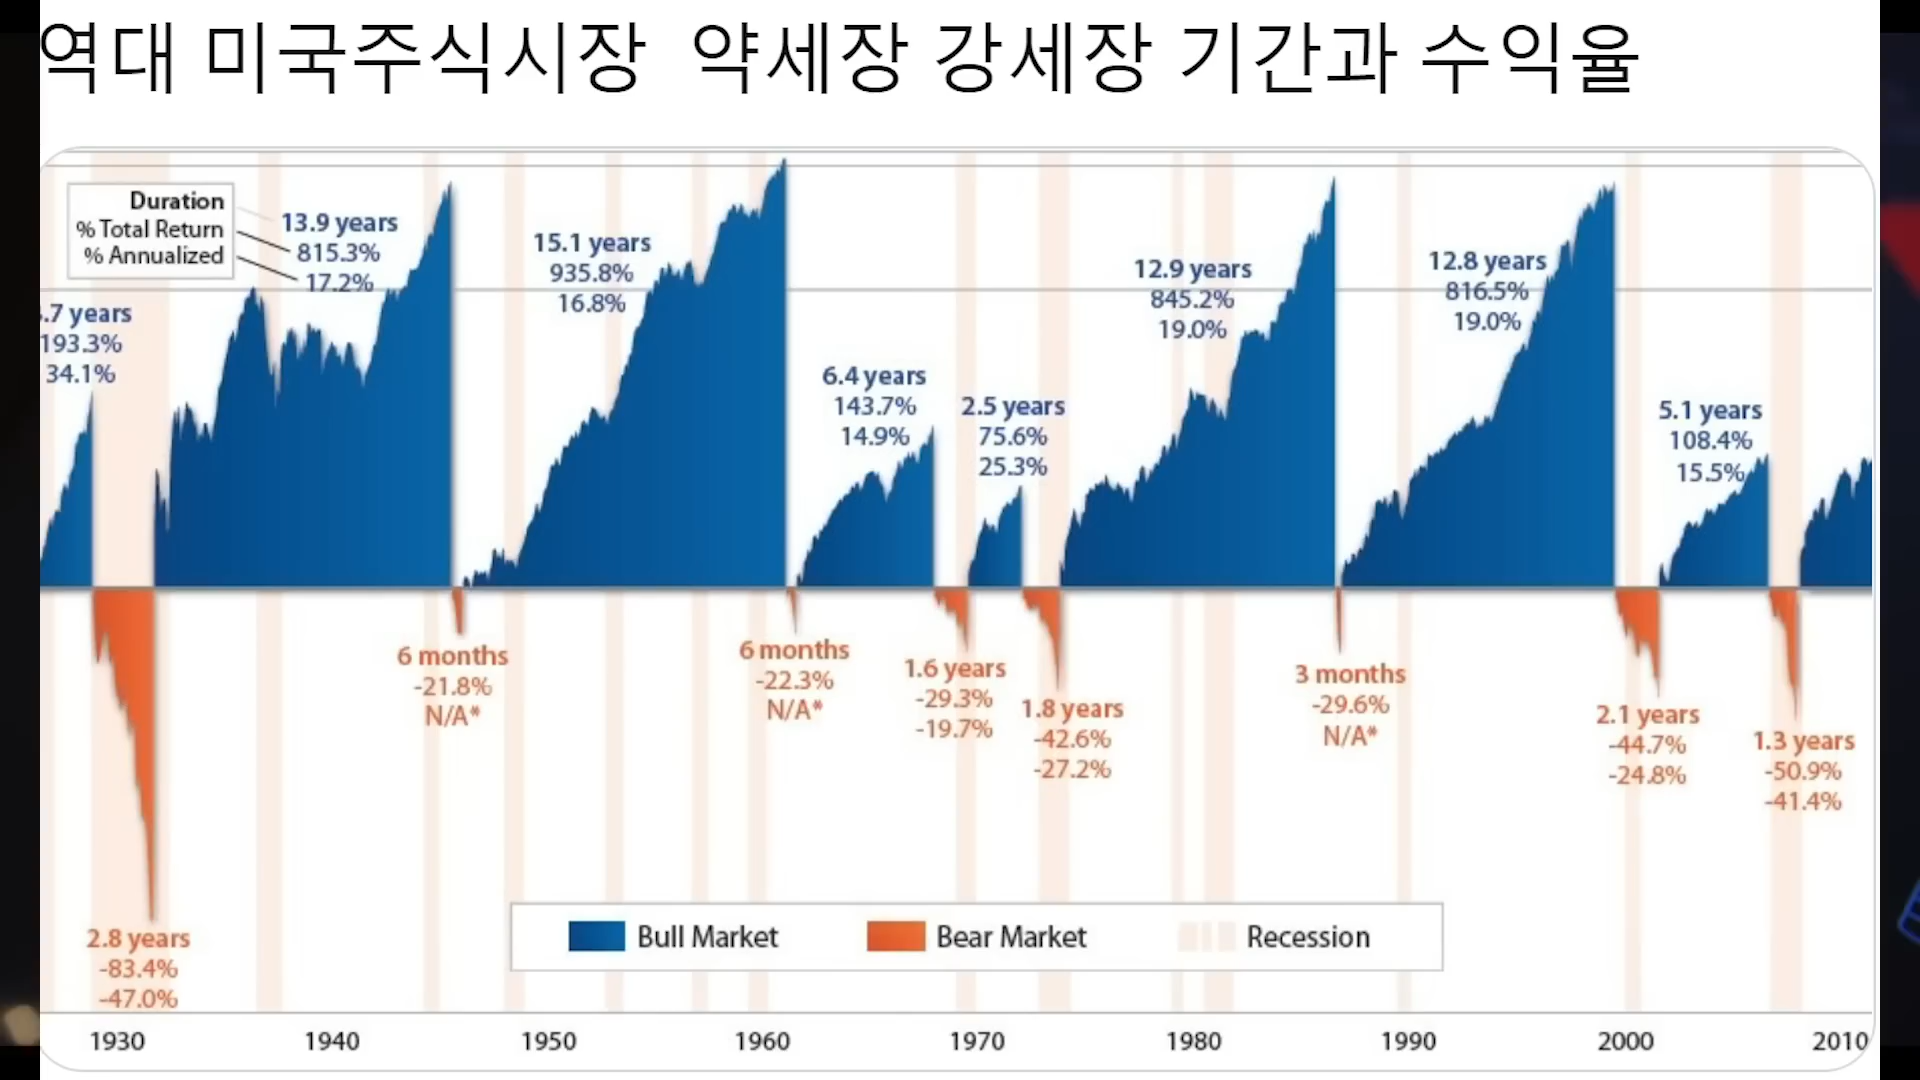 역대 미국주식시장 약세장 강세장 기간과 수익율
Duration
% Total Return
% Annualized
.7 years
193.3%
34.1%
13.9 years
815.3%
17.2%
15.1 years
935.8%
16.8%
6.4 years
143.7%
14.9%
2.5 years
75.6%
25.3%
12.9 years
845.2%
19.0%
12.8 years
816.5%
19.0%
5.1 years
108.4%
15.5%
2.8 years
-83.4%
-47.0%
6 months
-21.8%
N/A*
6 months
-22.3%
N/A*
1.6 years
-29.3%
-19.7%
1.8 years
-42.6%
-27.2%
3 months
-29.6%
N/A*
2.1 years
-44.7%
-24.8%
1.3 years
-50.9%
-41.4%
Bull Market Bear Market Recession
1930 1940 1950 1960 1970 1980 1990 2000 2010